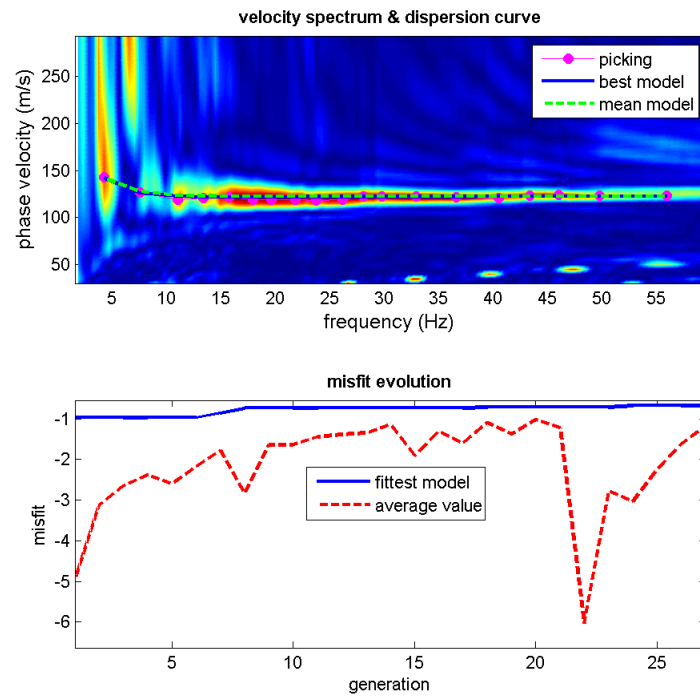 velocity spectrum & dispersion curve
phase velocity (m/s)
250
200
150
100
50
picking
best model
mean model
5 10 15 20 25 30 35 40 45 50 55
frequency (Hz)
misfit evolution
misfit
-1
-2
-3
-4
-5
-6
fittest model
average value
5 10 15 20 25
generation